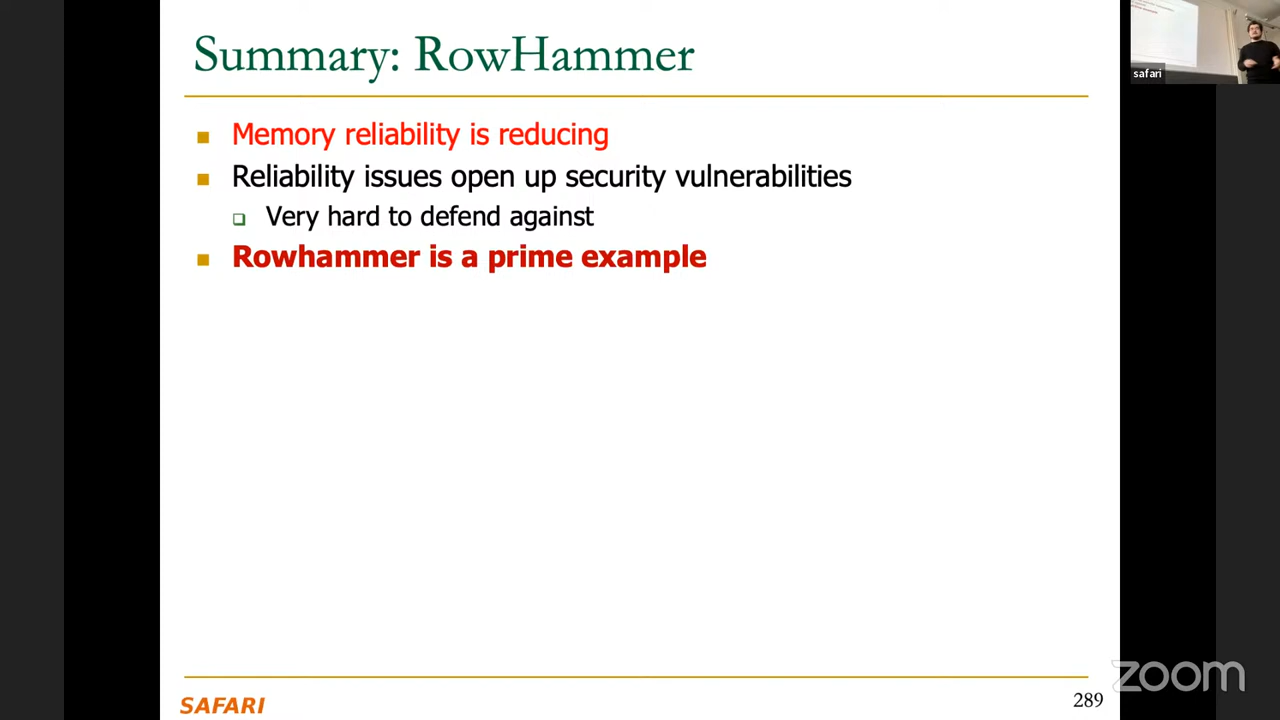 Summary: RowHammer
safari
Memory reliability is reducing
Reliability issues open up security vulnerabilities
Very hard to defend against
Rowhammer is a prime example
SAFARI
289
zoom